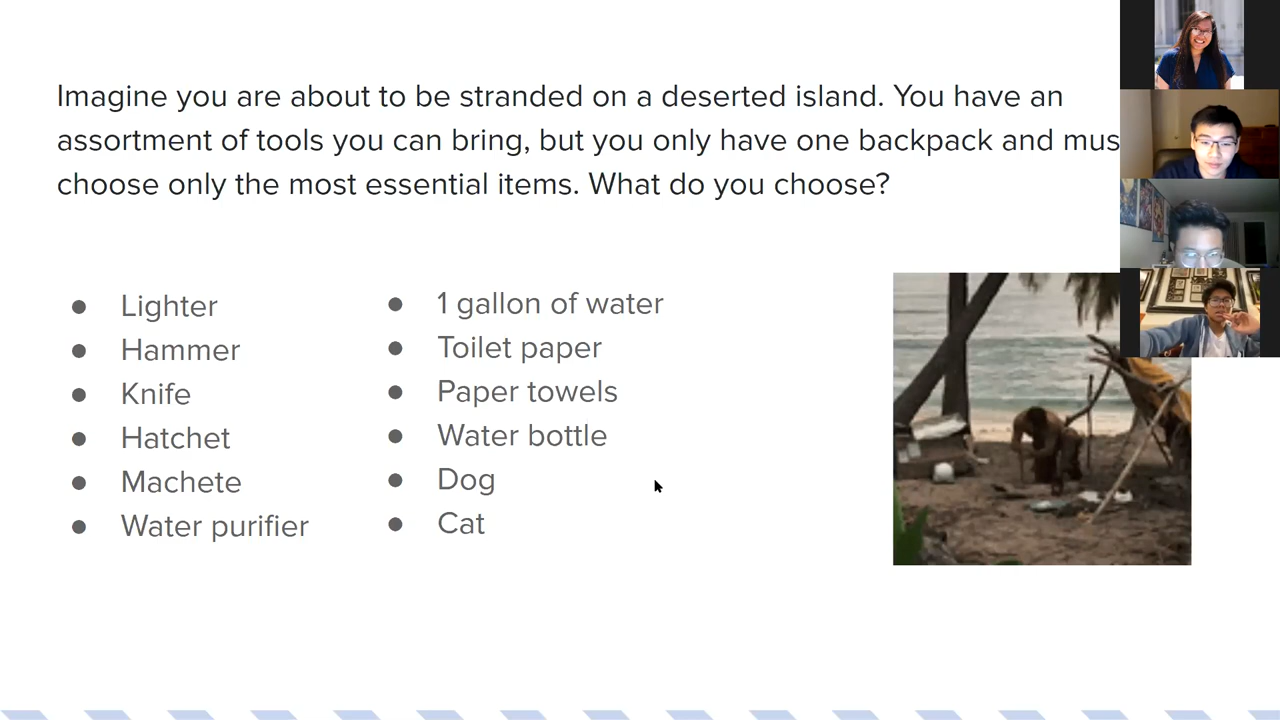 Imagine you are about to be stranded on a deserted island. You have an
assortment of tools you can bring, but you only have one backpack and mus
choose only the most essential items. What do you choose?
Lighter
Hammer
Knife
Hatchet
Machete
Water purifier
1 gallon of water
Toilet paper
Paper towels
Water bottle
Dog
Cat